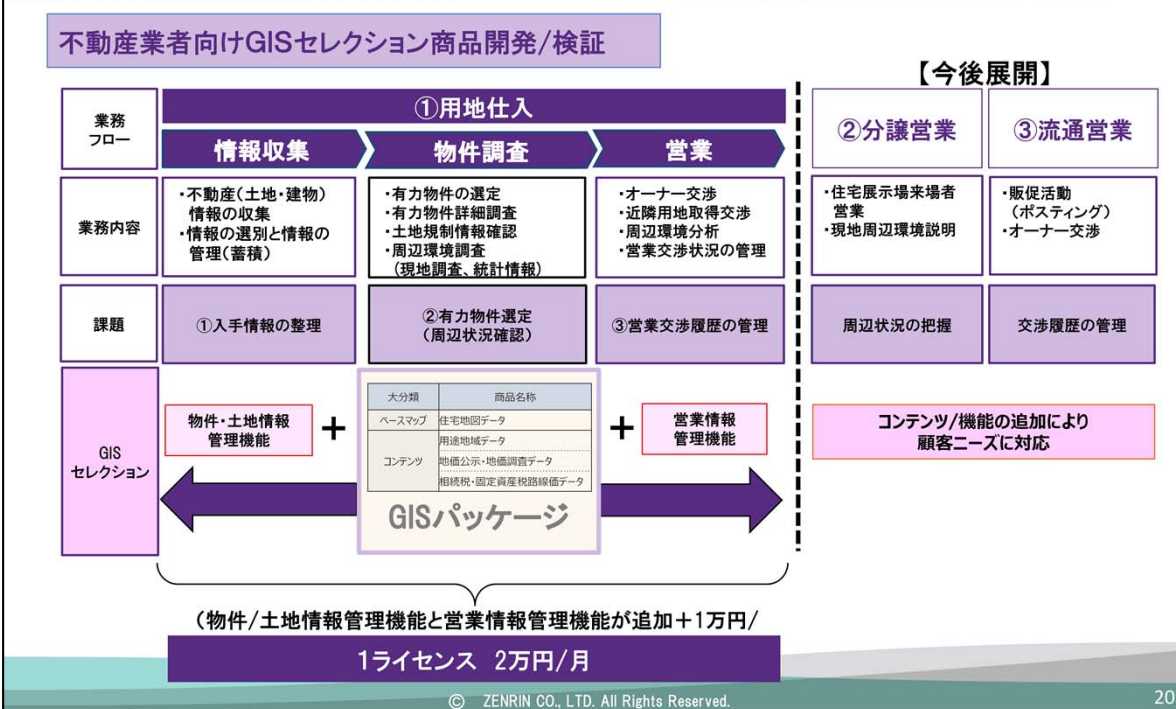 不動産業者向けGISセレクション商品開発/検証
【今後展開】
業務
フロー
①用地仕入
情報収集
物件調査
営業
②分譲営業
③流通営業
業務内容
・不動産(土地・建物)
情報の収集
・情報の選別と情報の
管理(蓄積)
・有力物件の選定
・有力物件詳細調査
・土地規制情報確認
・周辺環境調査
(現地調査、統計情報)
・オーナー交渉
・近隣用地取得交渉
・周辺環境分析
・営業交渉状況の管理
・住宅展示場来場者
営業
・現地周辺環境説明
・販促活動
(ポスティング)
・オーナー交渉
課題
①入手情報の整理
②有力物件選定
(周辺状況確認)
③営業交渉履歴の管理
周辺状況の把握
交渉履歴の管理
GIS
セレクション
物件・土地情報
管理機能
+
大分類
商品名称
ベースマップ
住宅地図データ
コンテンツ
用途地域データ
地価公示・地価調査データ
相続税・固定資産税路線価データ
GISパッケージ
+
営業情報
管理機能
コンテンツ/機能の追加により
顧客ニーズに対応
(物件/土地情報管理機能と営業情報管理機能が追加+1万円/
1ライセンス 2万円/月
© ZENRIN CO., LTD. All Rights Reserved.
20